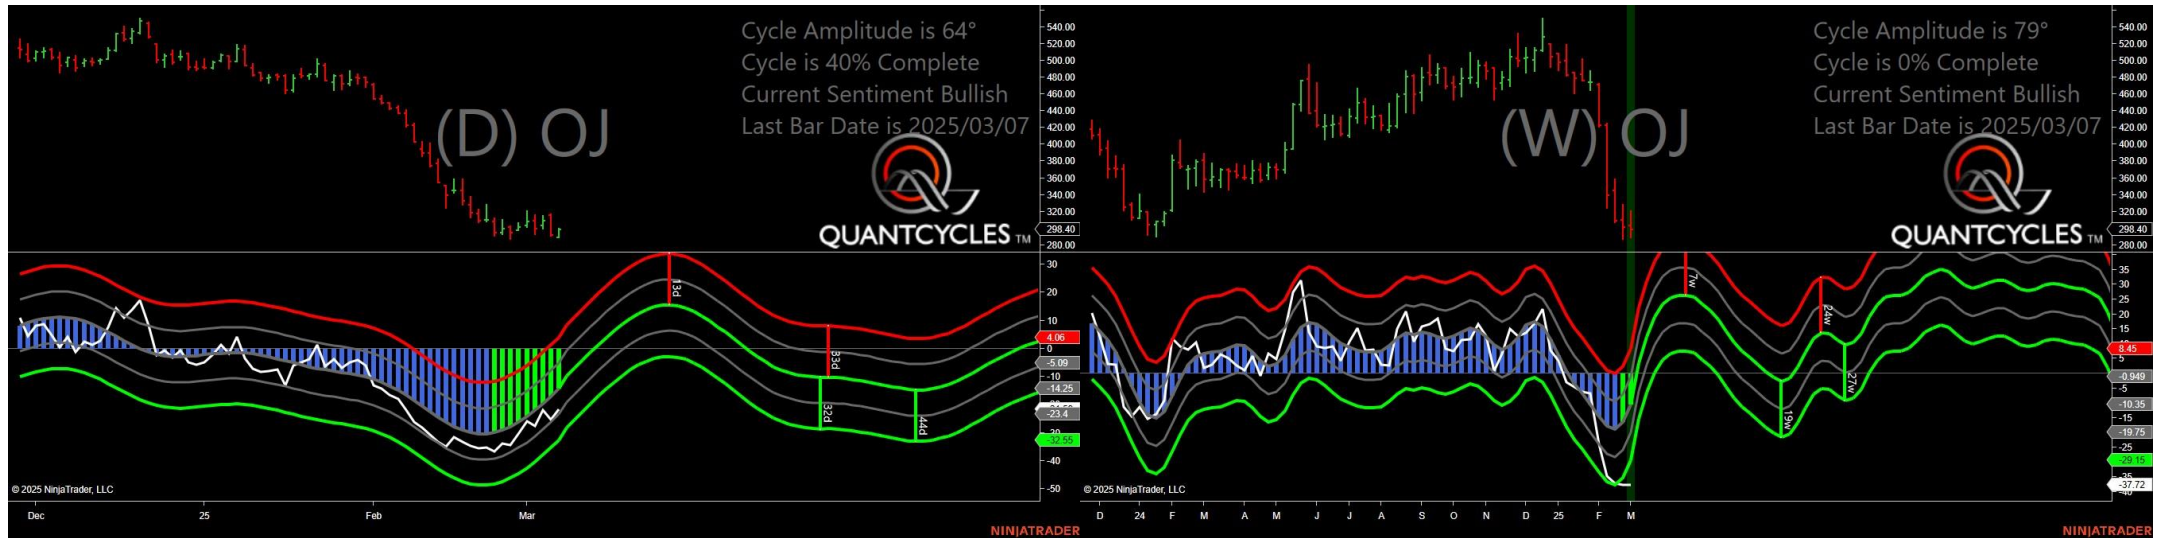 Cycle Amplitude is 64°
Cycle is 40% Complete
Current Sentiment Bullish
Last Bar Date is 2025/03/07
(D) OJ
QUANTCYCLES TM
540.00
520.00
500.00
480.00
460.00
440.00
420.00
400.00
380.00
360.00
340.00
320.00
298.40
280.00
30
20
10
4.06
0
-5.09
-10
-14.25
-23.4
-32.55
-40
-50
13d
33d
32d
44d
© 2025 NinjaTrader, LLC
Dec
25
Feb
Mar
NINJATRADER
Cycle Amplitude is 79°
Cycle is 0% Complete
Current Sentiment Bullish
Last Bar Date is 2025/03/07
(W) OJ
QUANTCYCLES TM
540.00
520.00
500.00
480.00
460.00
440.00
420.00
400.00
380.00
360.00
340.00
320.00
298.40
280.00
35
30
25
20
15
8.45
5
-0.949
-5
-10.35
-15
-19.75
-25
-29.15
-37.72
7w
24w
27w
19w
© 2025 NinjaTrader, LLC
D 24 F M A M J J A S O N D 25 F M
NINJATRADER